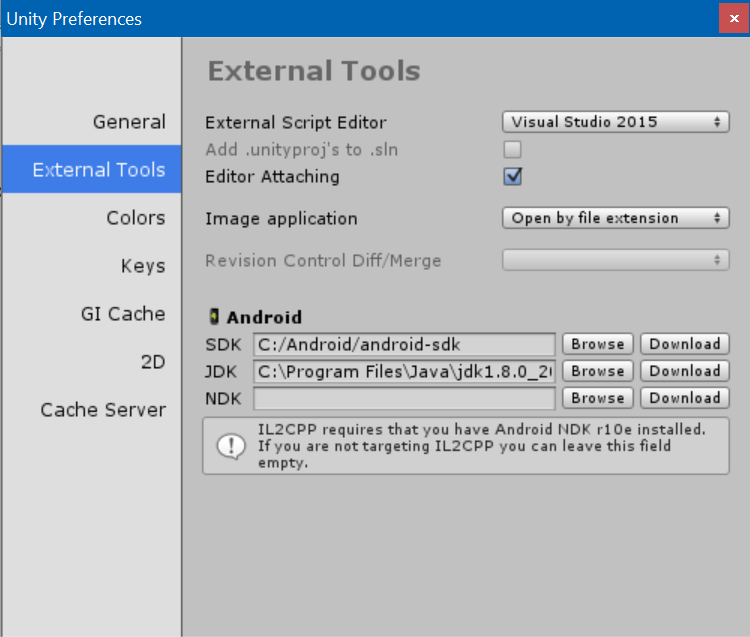 Unity Preferences
External Tools
General
External Tools
Colors
Keys
GI Cache
2D
Cache Server
External Script Editor Visual Studio 2015
Add .unityproj's to .sln
Editor Attaching
Image application Open by file extension
Revision Control Diff/Merge
Android
SDK C:/Android/android-sdk Browse Download
JDK C:\Program Files\Java\jdk1.8.0_ Browse Download
NDK Browse Download
IL2CPP requires that you have Android NDK r10e installed.
If you are not targeting IL2CPP you can leave this field
empty.